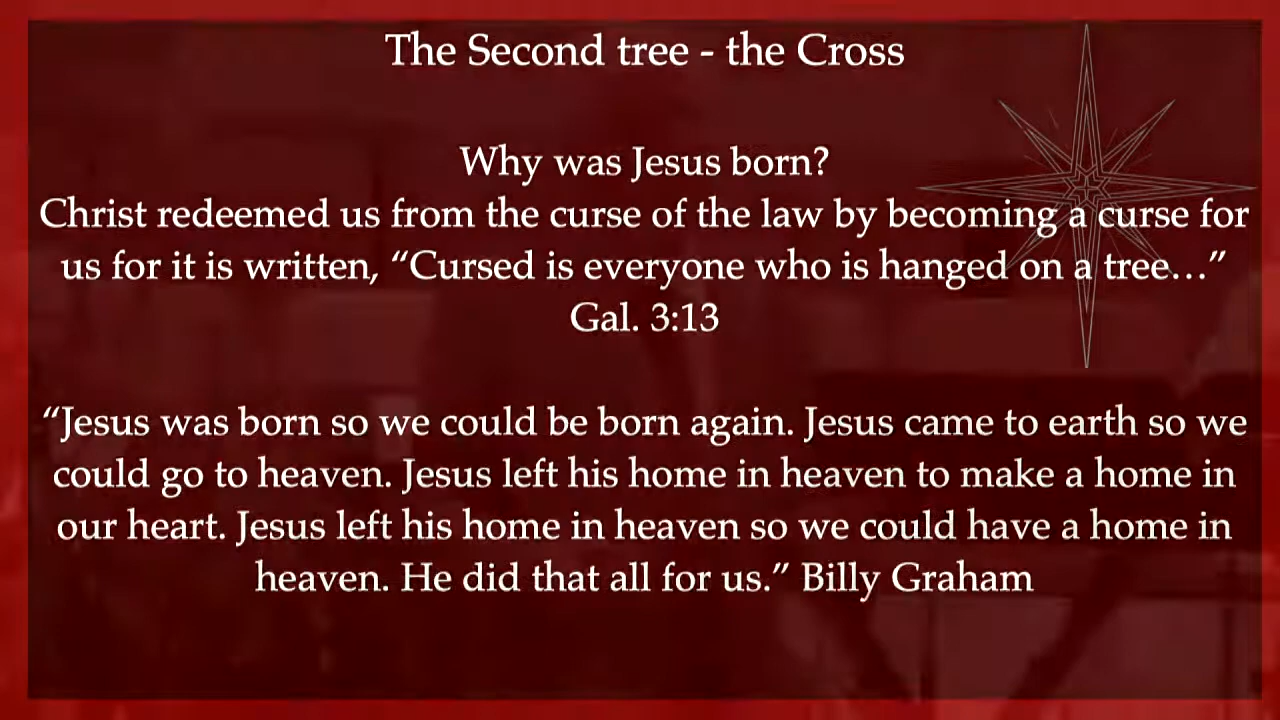 The Second tree - the Cross
Why was Jesus born?
Christ redeemed us from the curse of the law by becoming a curse for
us for it is written, “Cursed is everyone who is hanged on a tree…”
Gal. 3:13
“Jesus was born so we could be born again. Jesus came to earth so we
could go to heaven. Jesus left his home in heaven to make a home in
our heart. Jesus left his home in heaven so we could have a home in
heaven. He did that all for us.” Billy Graham